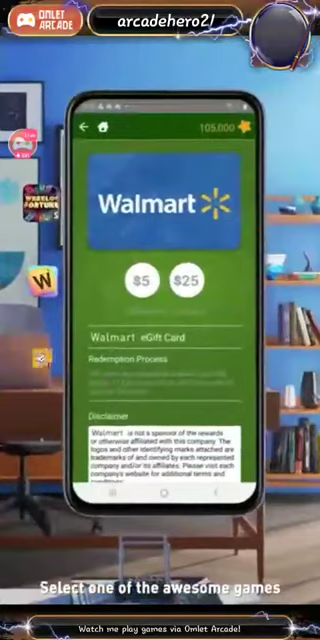 OMLET
ARCADE
arcadehero21
105,000
Walmart
$5 $25
Walmart eGift Card
Redemption Process
Disclaimer
Walmart is not a sponsor of the rewards
or otherwise affiliated with this company. The
logos and other identifying marks attached are
trademarks of and owned by each represented
company and/or its affiliates. Please visit each
company's website for additional terms and
conditions.
W
Select one of the awesome games
Watch me play games via Omlet Arcade!